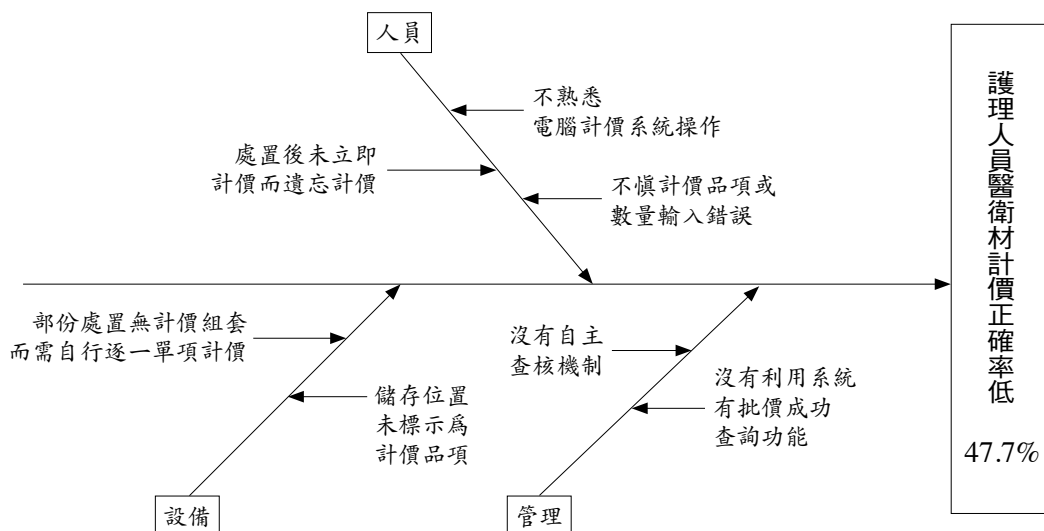 人員
不熟悉
電腦計價系統操作
處置後未立即
計價而遺忘計價
不慎計價品項或
數量輸入錯誤
部份處置無計價組套
而需自行逐一單項計價
儲存位置
未標示為
計價品項
沒有自主
查核機制
沒有利用系統
有批價成功
查詢功能
設備
管理
護理人員醫衛材計價正確率低
47.7%